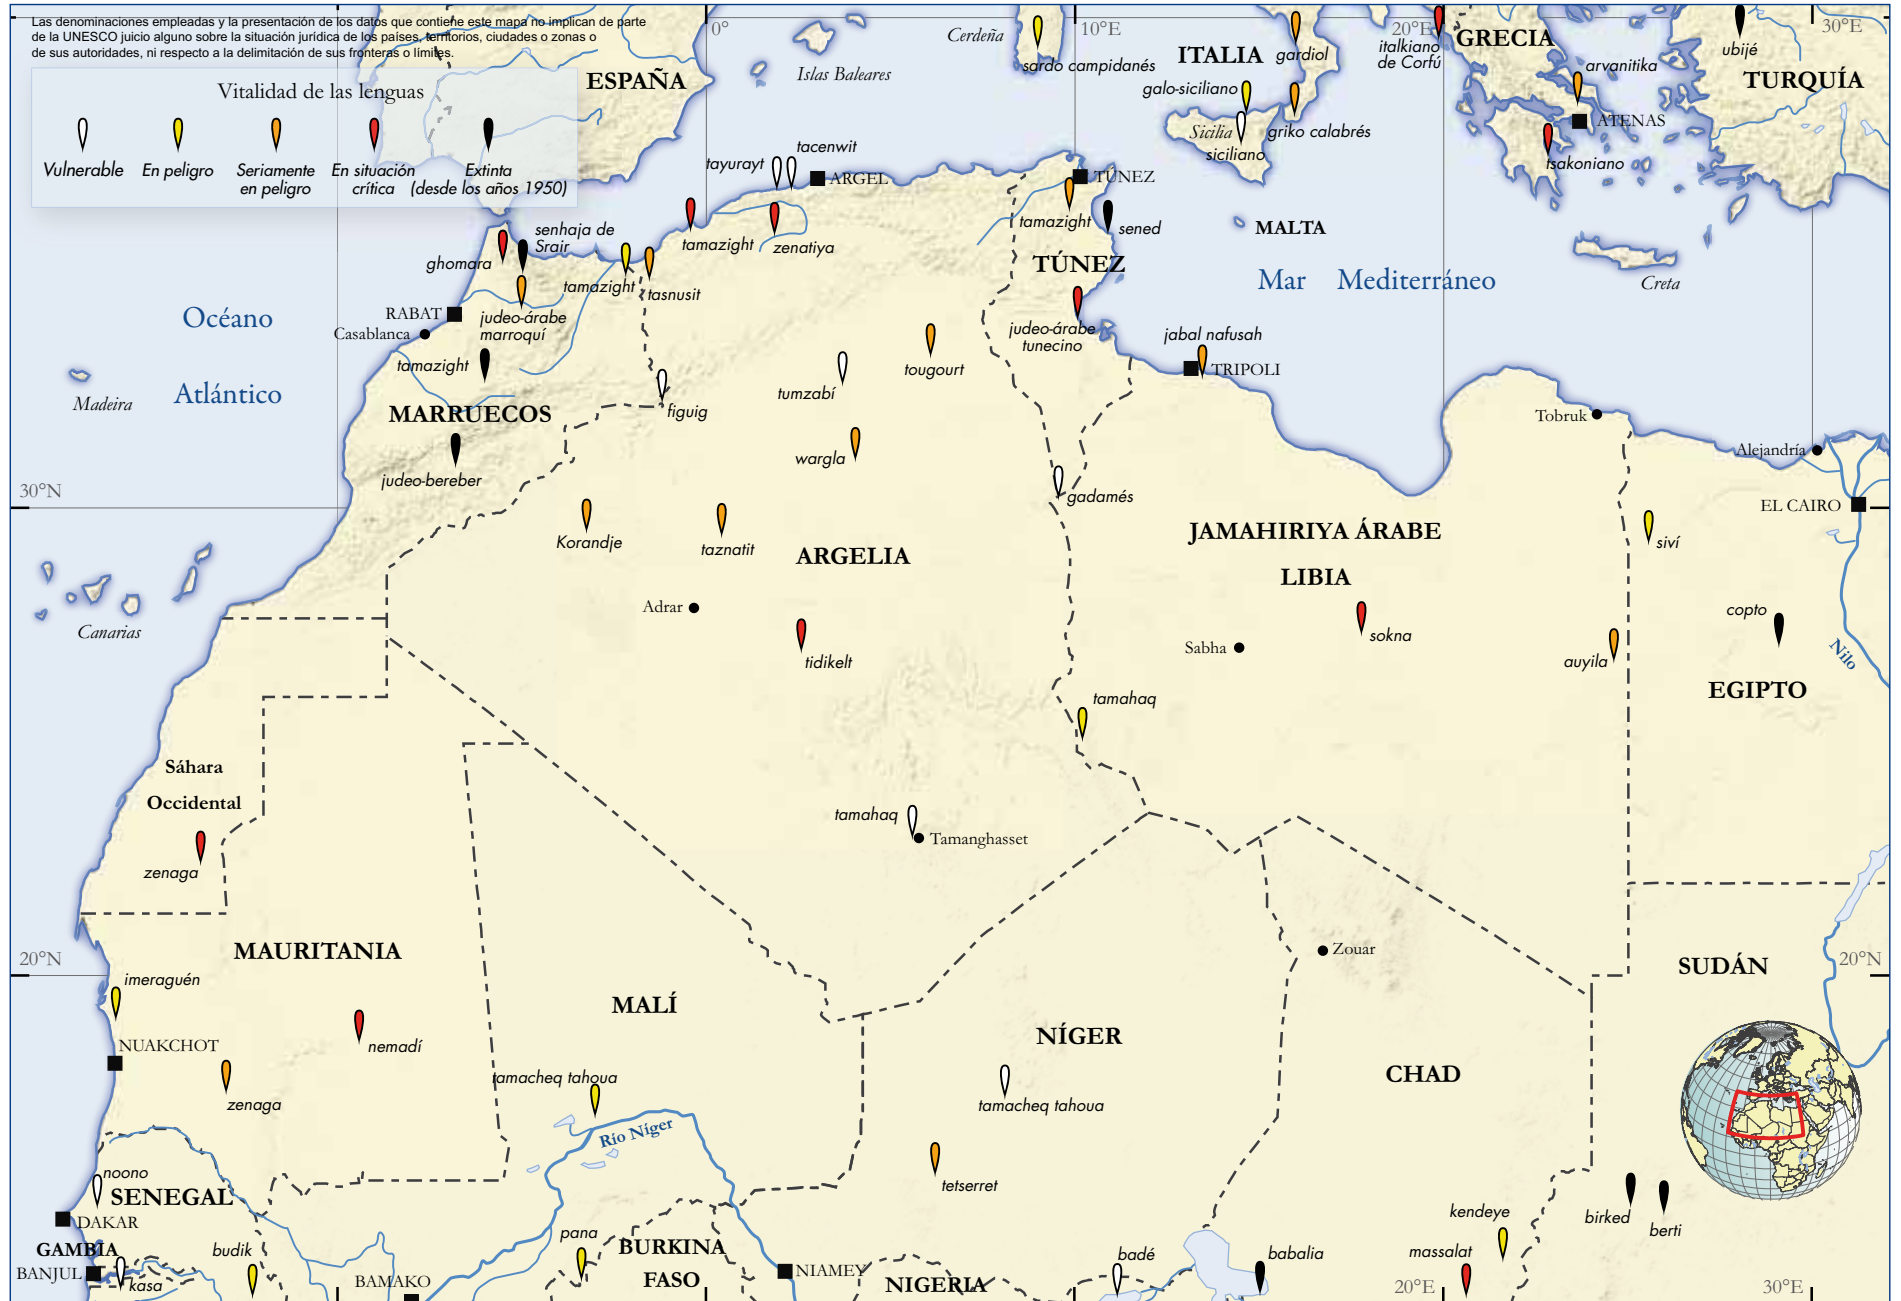 Las denominaciones empleadas y la presentación de los datos que contiene este mapa no implican de parte
de la UNESCO juicio alguno sobre la situación jurídica de los países, territorios, ciudades o zonas o
de sus autoridades, ni respecto a la delimitación de sus fronteras o límites.
Vitalidad de las lenguas
Vulnerable
En peligro
Seriamente
en peligro
En situación
crítica
Extinta
(desde los años 1950)
0°
10°E
20°E
30°E
ESPAÑA
Islas Baleares
Cerdeña
sardo campidanés
ITALIA
gardiol
galo-siciliano
Sicilia
siciliano
griko calabrés
italkiano
de Corfú
GRECIA
arvanitika
ATENAS
tsakoniano
ubijé
TURQUÍA
tayurayt
tacenwit
ARGEL
TÚNEZ
tamazight
sened
MALTA
TÚNEZ
Mar Mediterráneo
Creta
senhaja de
Srair
ghomara
tamazight
zenatiya
tamazight
tasnusit
Océano
Atlántico
RABAT
Casablanca
judeo-árabe
marroquí
tamazight
Madeira
MARRUECOS
figuig
tumzabí
tougourt
judeo-árabe
tunecino
jabal nafusah
TRIPOLI
Tobruk
Alejandría
judeo-bereber
wargla
gadamés
30°N
EL CAIRO
Korandje
taznatit
ARGELIA
JAMAHIRIYA ÁRABE
LIBIA
siví
Canarias
Adrar
tidikelt
Sabha
sokna
auyila
copto
Nilo
EGIPTO
tamahaq
Sáhara
Occidental
zenaga
tamahaq
Tamanghasset
MAURITANIA
Zouar
SUDÁN
20°N
20°N
imeraguén
MALÍ
NÍGER
CHAD
NUAKCHOT
nemadí
zenaga
tamacheq tahoua
tamacheq tahoua
Río Níger
tetserret
noono
SENEGAL
DAKAR
GAMBIA
BANJUL
kasa
budik
BAMAKO
pana
BURKINA
FASO
NIAMEY
NIGERIA
badé
babalia
kendeye
massalat
birked
berti
20°E
30°E